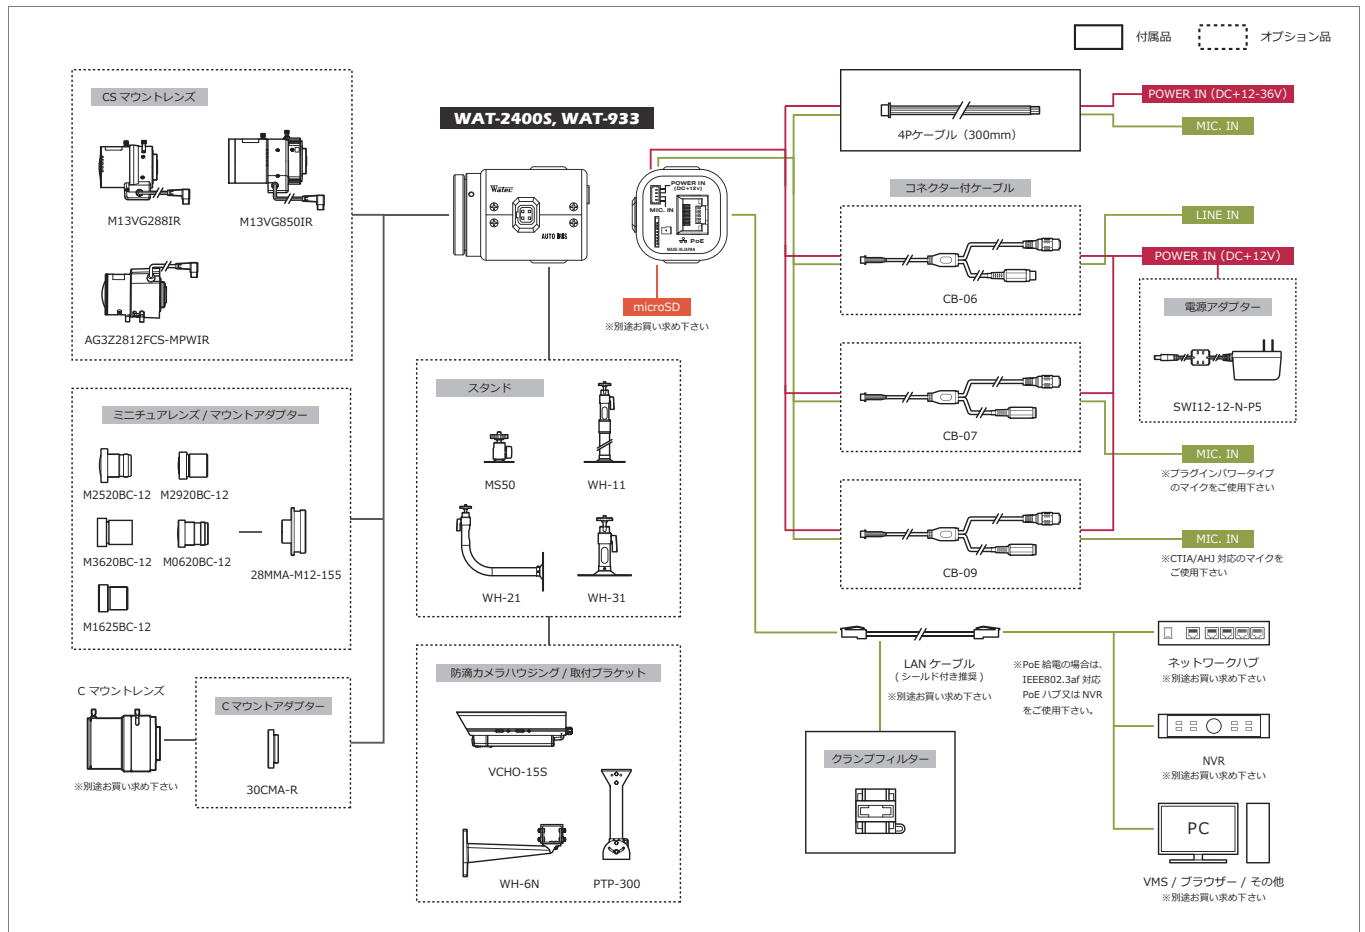 付属品
オプション品
CS マウントレンズ
M13VG288IR
M13VG850IR
AG3Z2812FCS-MPWIR
ミニチュアレンズ / マウントアダプター
M2520BC-12
M2920BC-12
M3620BC-12
M0620BC-12
28MMA-M12-155
M1625BC-12
C マウントレンズ
※別途お買い求め下さい
C マウントアダプター
30CMA-R
WAT-2400S, WAT-933
Watec
AUTO IRIS
POWER IN
(DC+12V)
MIC. IN
PoE
MADE IN JAPAN
microSD
※別途お買い求め下さい
スタンド
MS50
WH-11
WH-21
WH-31
防滴カメラハウジング / 取付ブラケット
VCHO-15S
WH-6N
PTP-300
4Pケーブル（300mm）
POWER IN (DC+12-36V)
MIC. IN
コネクター付ケーブル
CB-06
LINE IN
POWER IN (DC+12V)
電源アダプター
SWI12-12-N-P5
CB-07
MIC. IN
※プラグインパワータイプ
のマイクをご使用下さい
CB-09
MIC. IN
※CTIA/AHJ 対応のマイクを
ご使用下さい
LAN ケーブル
( シールド付き推奨 )
※別途お買い求め下さい
※PoE 給電の場合は、
IEEE802.3af 対応
PoE ハブ又は NVR
をご使用下さい。
クランプフィルター
ネットワークハブ
※別途お買い求め下さい
NVR
※別途お買い求め下さい
PC
VMS / ブラウザー / その他
※別途お買い求め下さい